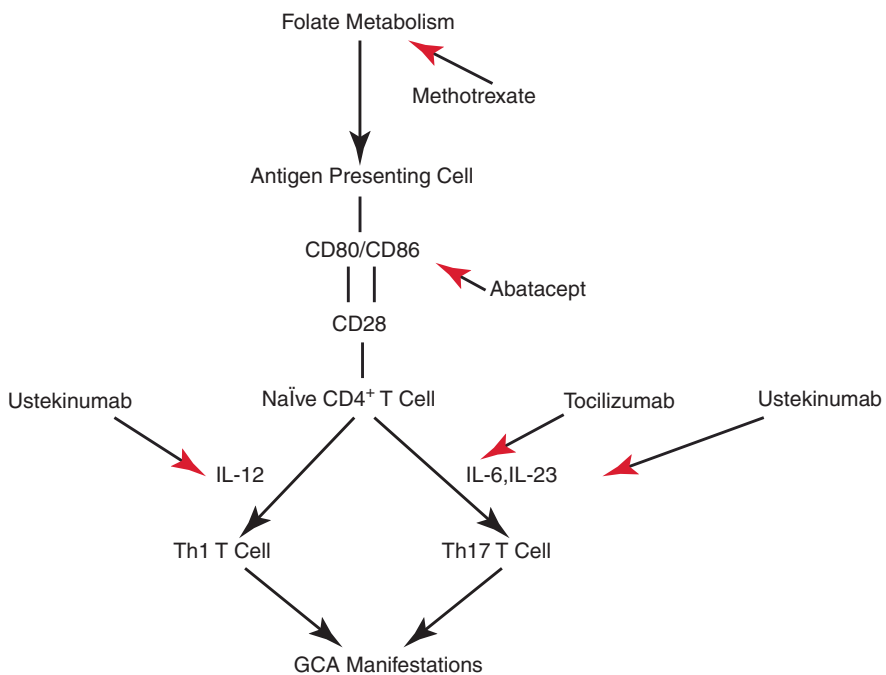 Folate Metabolism
Methotrexate
Antigen Presenting Cell
CD80/CD86
Abatacept
CD28
Ustekinumab
NaÏve CD4⁺ T Cell
Tocilizumab
Ustekinumab
IL-12
IL-6,IL-23
Th1 T Cell
Th17 T Cell
GCA Manifestations